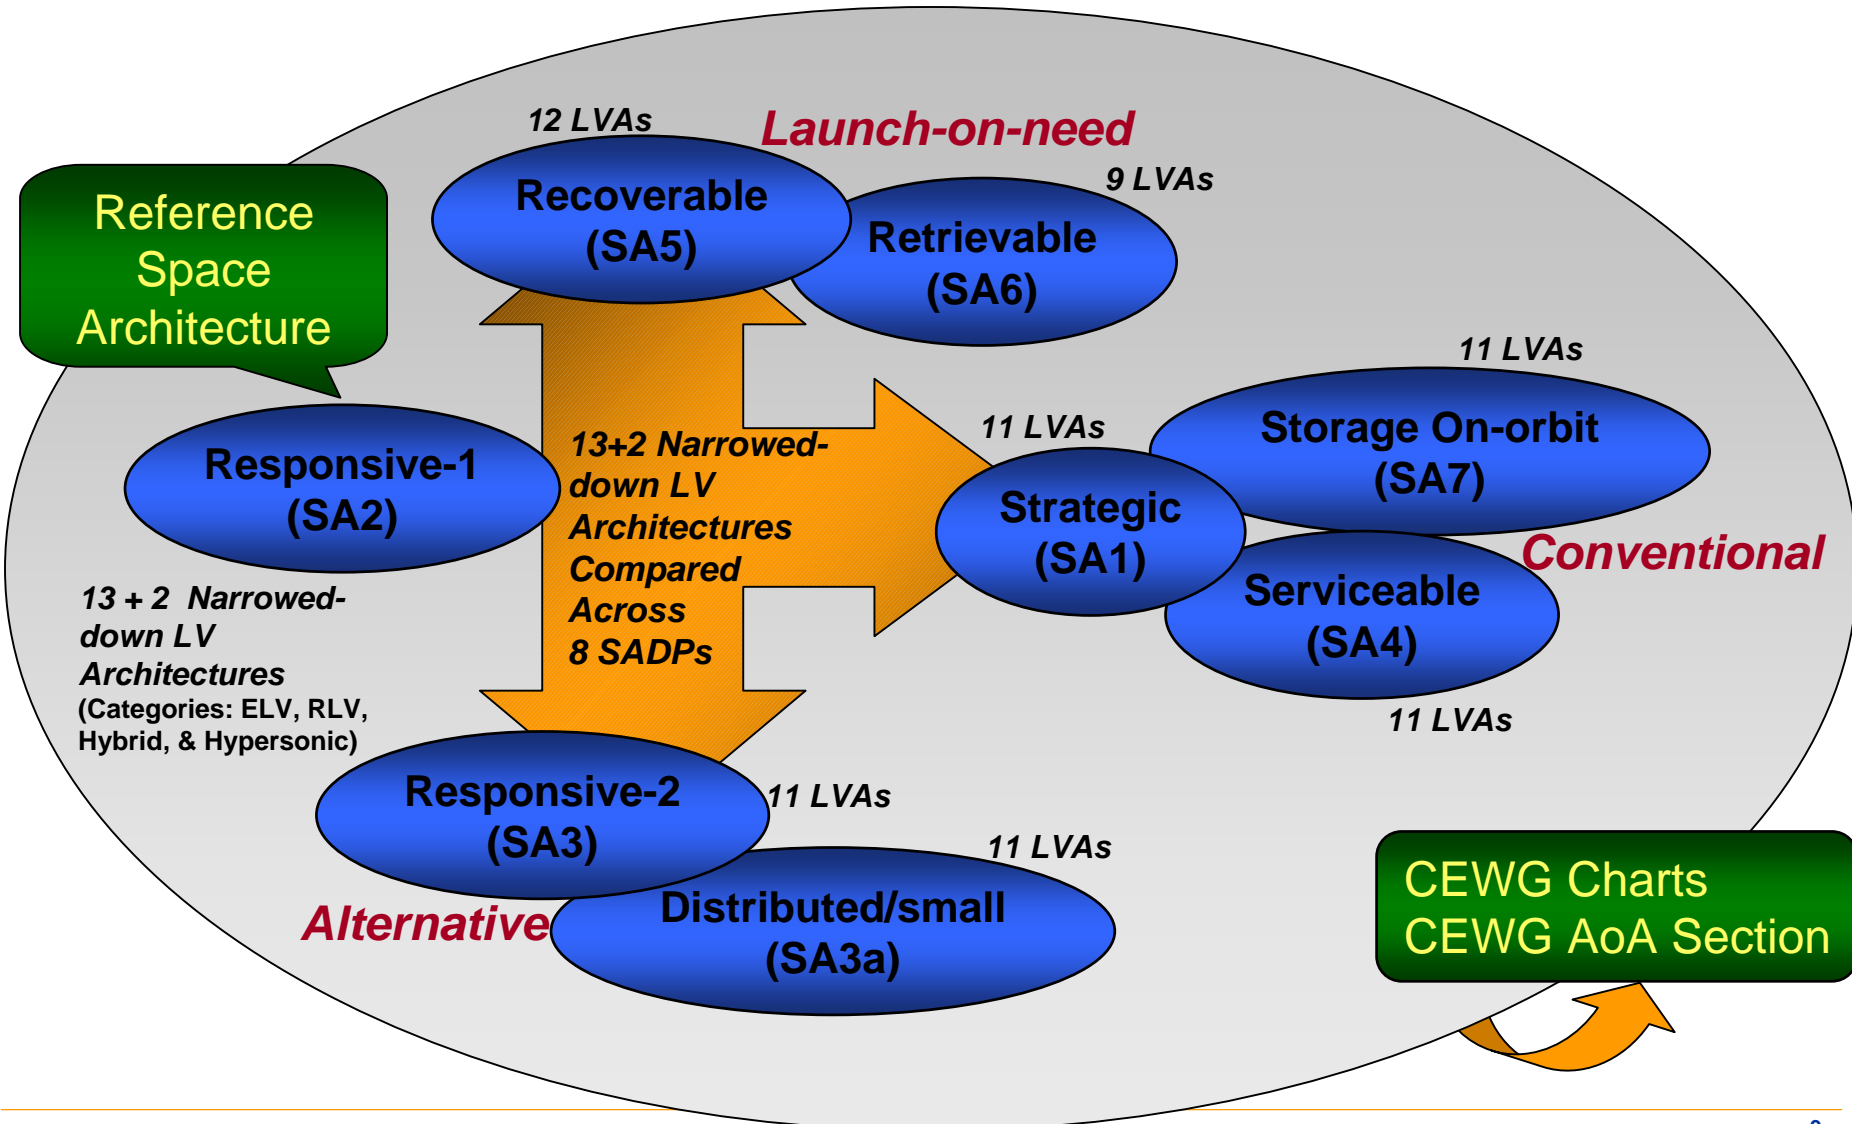 12 LVAs
Launch-on-need
9 LVAs
Recoverable
(SA5)
Retrievable
(SA6)
Reference
Space
Architecture
11 LVAs
Storage On-orbit
(SA7)
11 LVAs
Strategic
(SA1)
Conventional
Serviceable
(SA4)
11 LVAs
Responsive-1
(SA2)
13+2 Narrowed-
down LV
Architectures
Compared
Across
8 SADPs
13 + 2 Narrowed-
down LV
Architectures
(Categories: ELV, RLV,
Hybrid, & Hypersonic)
Responsive-2
(SA3)
11 LVAs
11 LVAs
Alternative
Distributed/small
(SA3a)
CEWG Charts
CEWG AoA Section